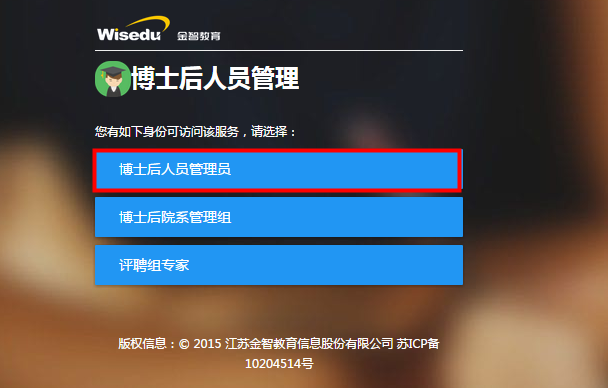 Wisedu 金智教育
博士后人员管理
您有如下身份可访问该服务，请选择：
博士后人员管理员
博士后院系管理组
评聘组专家
版权信息：© 2015 江苏金智教育信息股份有限公司 苏ICP备
10204514号